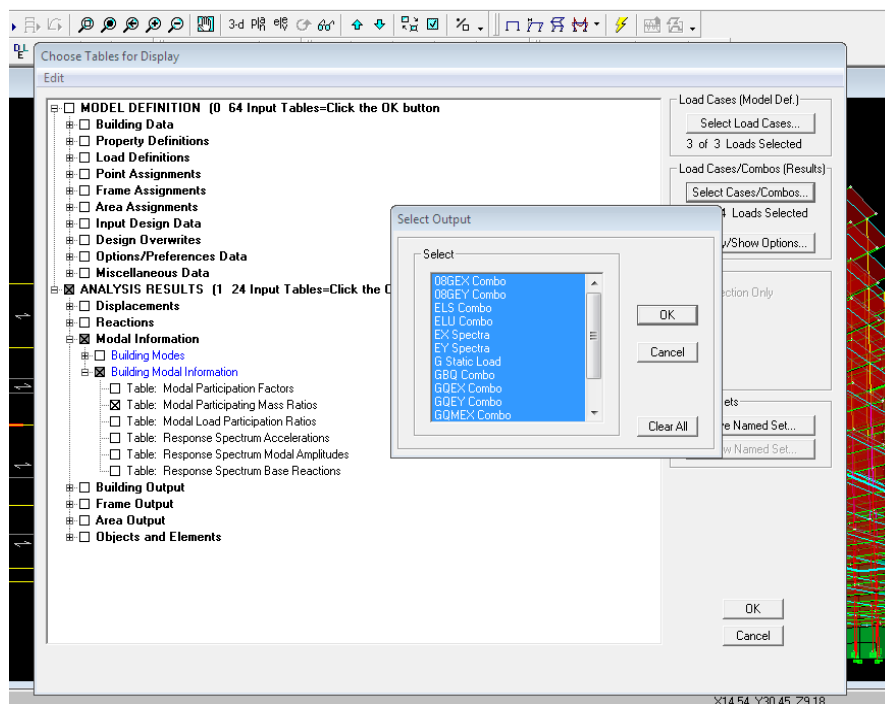 3-d
Choose Tables for Display
Edit
MODEL DEFINITION (0 64 Input Tables=Click the OK button
Building Data
Property Definitions
Load Definitions
Point Assignments
Frame Assignments
Area Assignments
Input Design Data
Design Overwrites
Options/Preferences Data
Miscellaneous Data
ANALYSIS RESULTS (1 24 Input Tables=Click the
Displacements
Reactions
Modal Information
Building Modes
Building Modal Information
Table: Modal Participation Factors
Table: Modal Participating Mass Ratios
Table: Modal Load Participation Ratios
Table: Response Spectrum Accelerations
Table: Response Spectrum Modal Amplitudes
Table: Response Spectrum Base Reactions
Building Output
Frame Output
Area Output
Objects and Elements
Load Cases (Model Def.)
Select Load Cases...
3 of 3 Loads Selected
Load Cases/Combos (Results)
Select Cases/Combos...
Loads Selected
/Show Options...
ection Only
ets
e Named Set...
w Named Set...
OK
Cancel
Select Output
Select
08GEX Combo
08GEY Combo
ELS Combo
ELU Combo
EX Spectra
EY Spectra
G Static Load
GBQ Combo
GQEX Combo
GQEY Combo
GQMEX Combo
OK
Cancel
Clear All
X14.54 Y30.45 Z9.18